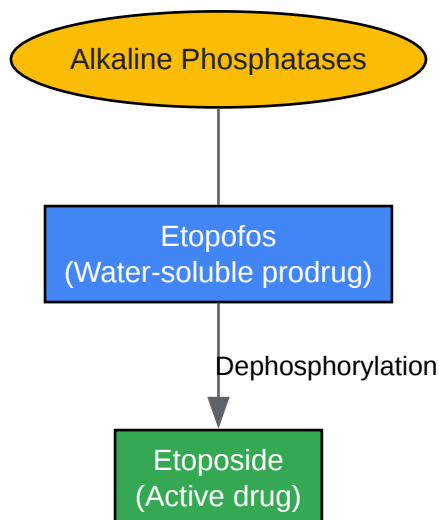 Alkaline Phosphatases
Etopofos
(Water-soluble prodrug)
Dephosphorylation
Etoposide
(Active drug)